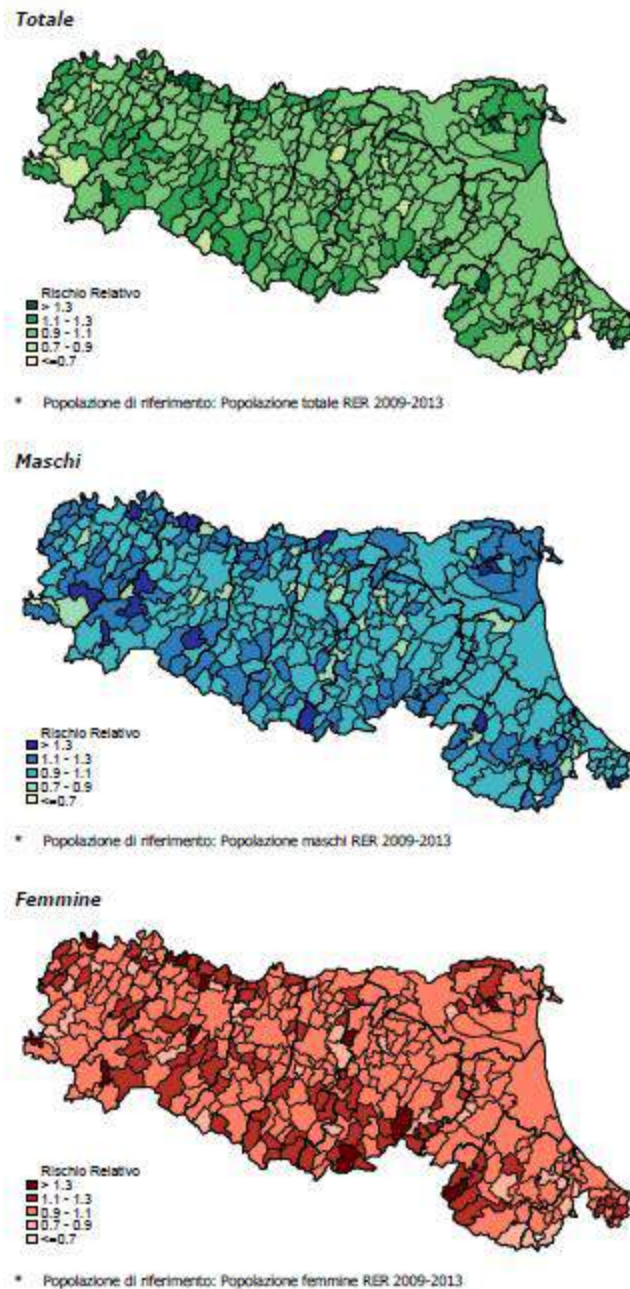 Totale
Rischio Relativo
> 1.3
1.1 - 1.3
0.9 - 1.1
0.7 - 0.9
<=0.7
* Popolazione di riferimento: Popolazione totale RER 2009-2013
Maschi
Rischio Relativo
> 1.3
1.1 - 1.3
0.9 - 1.1
0.7 - 0.9
<=0.7
* Popolazione di riferimento: Popolazione maschi RER 2009-2013
Femmine
Rischio Relativo
> 1.3
1.1 - 1.3
0.9 - 1.1
0.7 - 0.9
<=0.7
* Popolazione di riferimento: Popolazione femmine RER 2009-2013